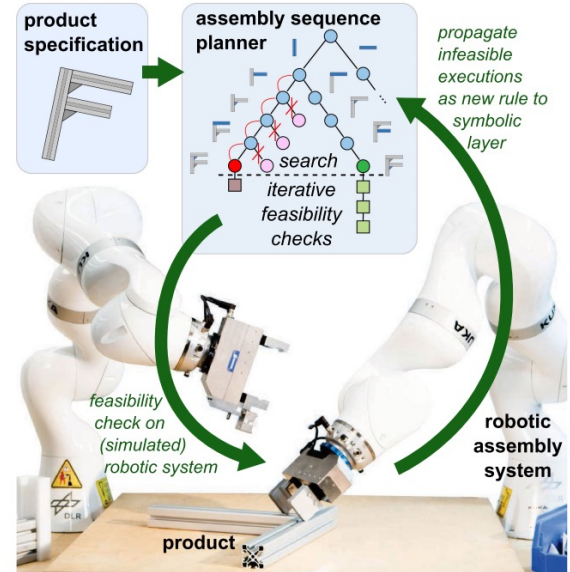 product
specification
assembly sequence
planner
search
iterative
feasibility
checks
propagate
infeasible
executions
as new rule to
symbolic
layer
feasibility
check on
(simulated)
robotic system
robotic
assembly
system
product
KUKA
DLR